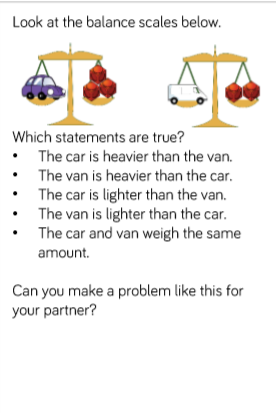 Look at the balance scales below.
Which statements are true?
• The car is heavier than the van.
• The van is heavier than the car.
• The car is lighter than the van.
• The van is lighter than the car.
• The car and van weigh the same
amount.
Can you make a problem like this for
your partner?